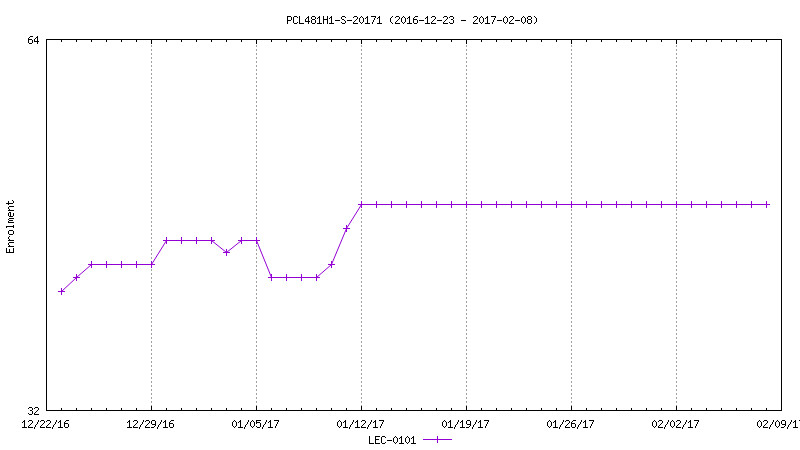 PCL481H1-S-20171 (2016-12-23 - 2017-02-08)
64
Enrolment
32
12/22/16 12/29/16 01/05/17 01/12/17 01/19/17 01/26/17 02/02/17 02/09/1
LEC-0101